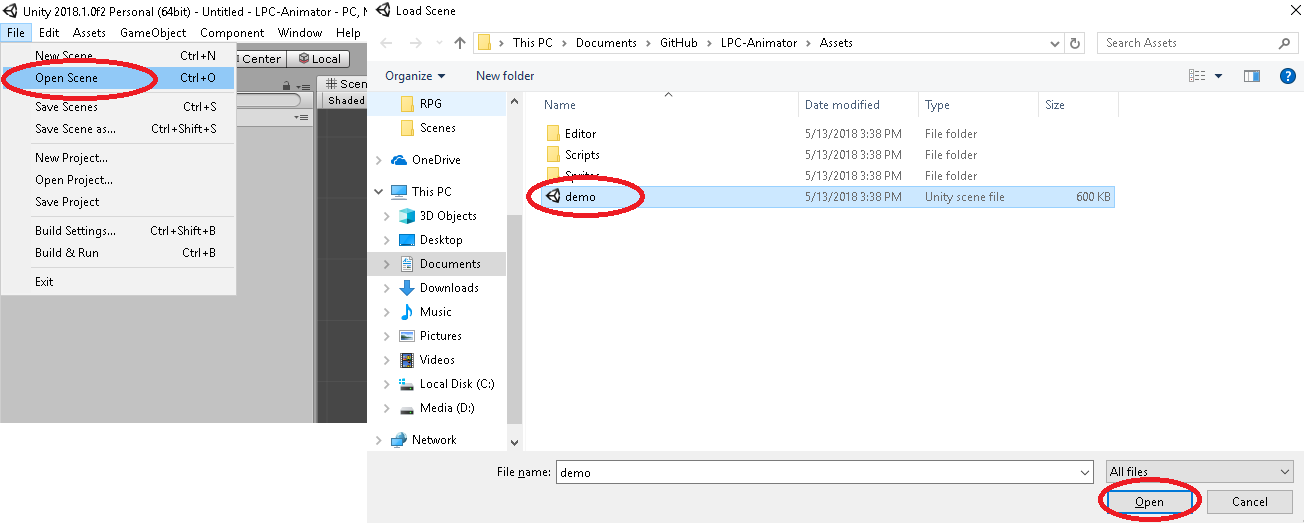 Unity 2018.1.0f2 Personal (64bit) - Untitled - LPC-Animator - PC, M
File Edit Assets GameObject Component Window Help
New Scene Ctrl+N
Open Scene Ctrl+O
Save Scenes Ctrl+S
Save Scene as... Ctrl+Shift+S
New Project...
Open Project...
Save Project
Build Settings... Ctrl+Shift+B
Build & Run Ctrl+B
Exit
Center Local
Scen
Shaded
Load Scene
This PC > Documents > GitHub > LPC-Animator > Assets
Search Assets
Organize New folder
RPG
Scenes
OneDrive
This PC
3D Objects
Desktop
Documents
Downloads
Music
Pictures
Videos
Local Disk (C:)
Media (D:)
Network
Name Date modified Type Size
Editor 5/13/2018 3:38 PM File folder
Scripts 5/13/2018 3:38 PM File folder
Sprites 5/13/2018 3:38 PM File folder
demo 5/13/2018 3:38 PM Unity scene file 600 KB
File name: demo All files
Open Cancel